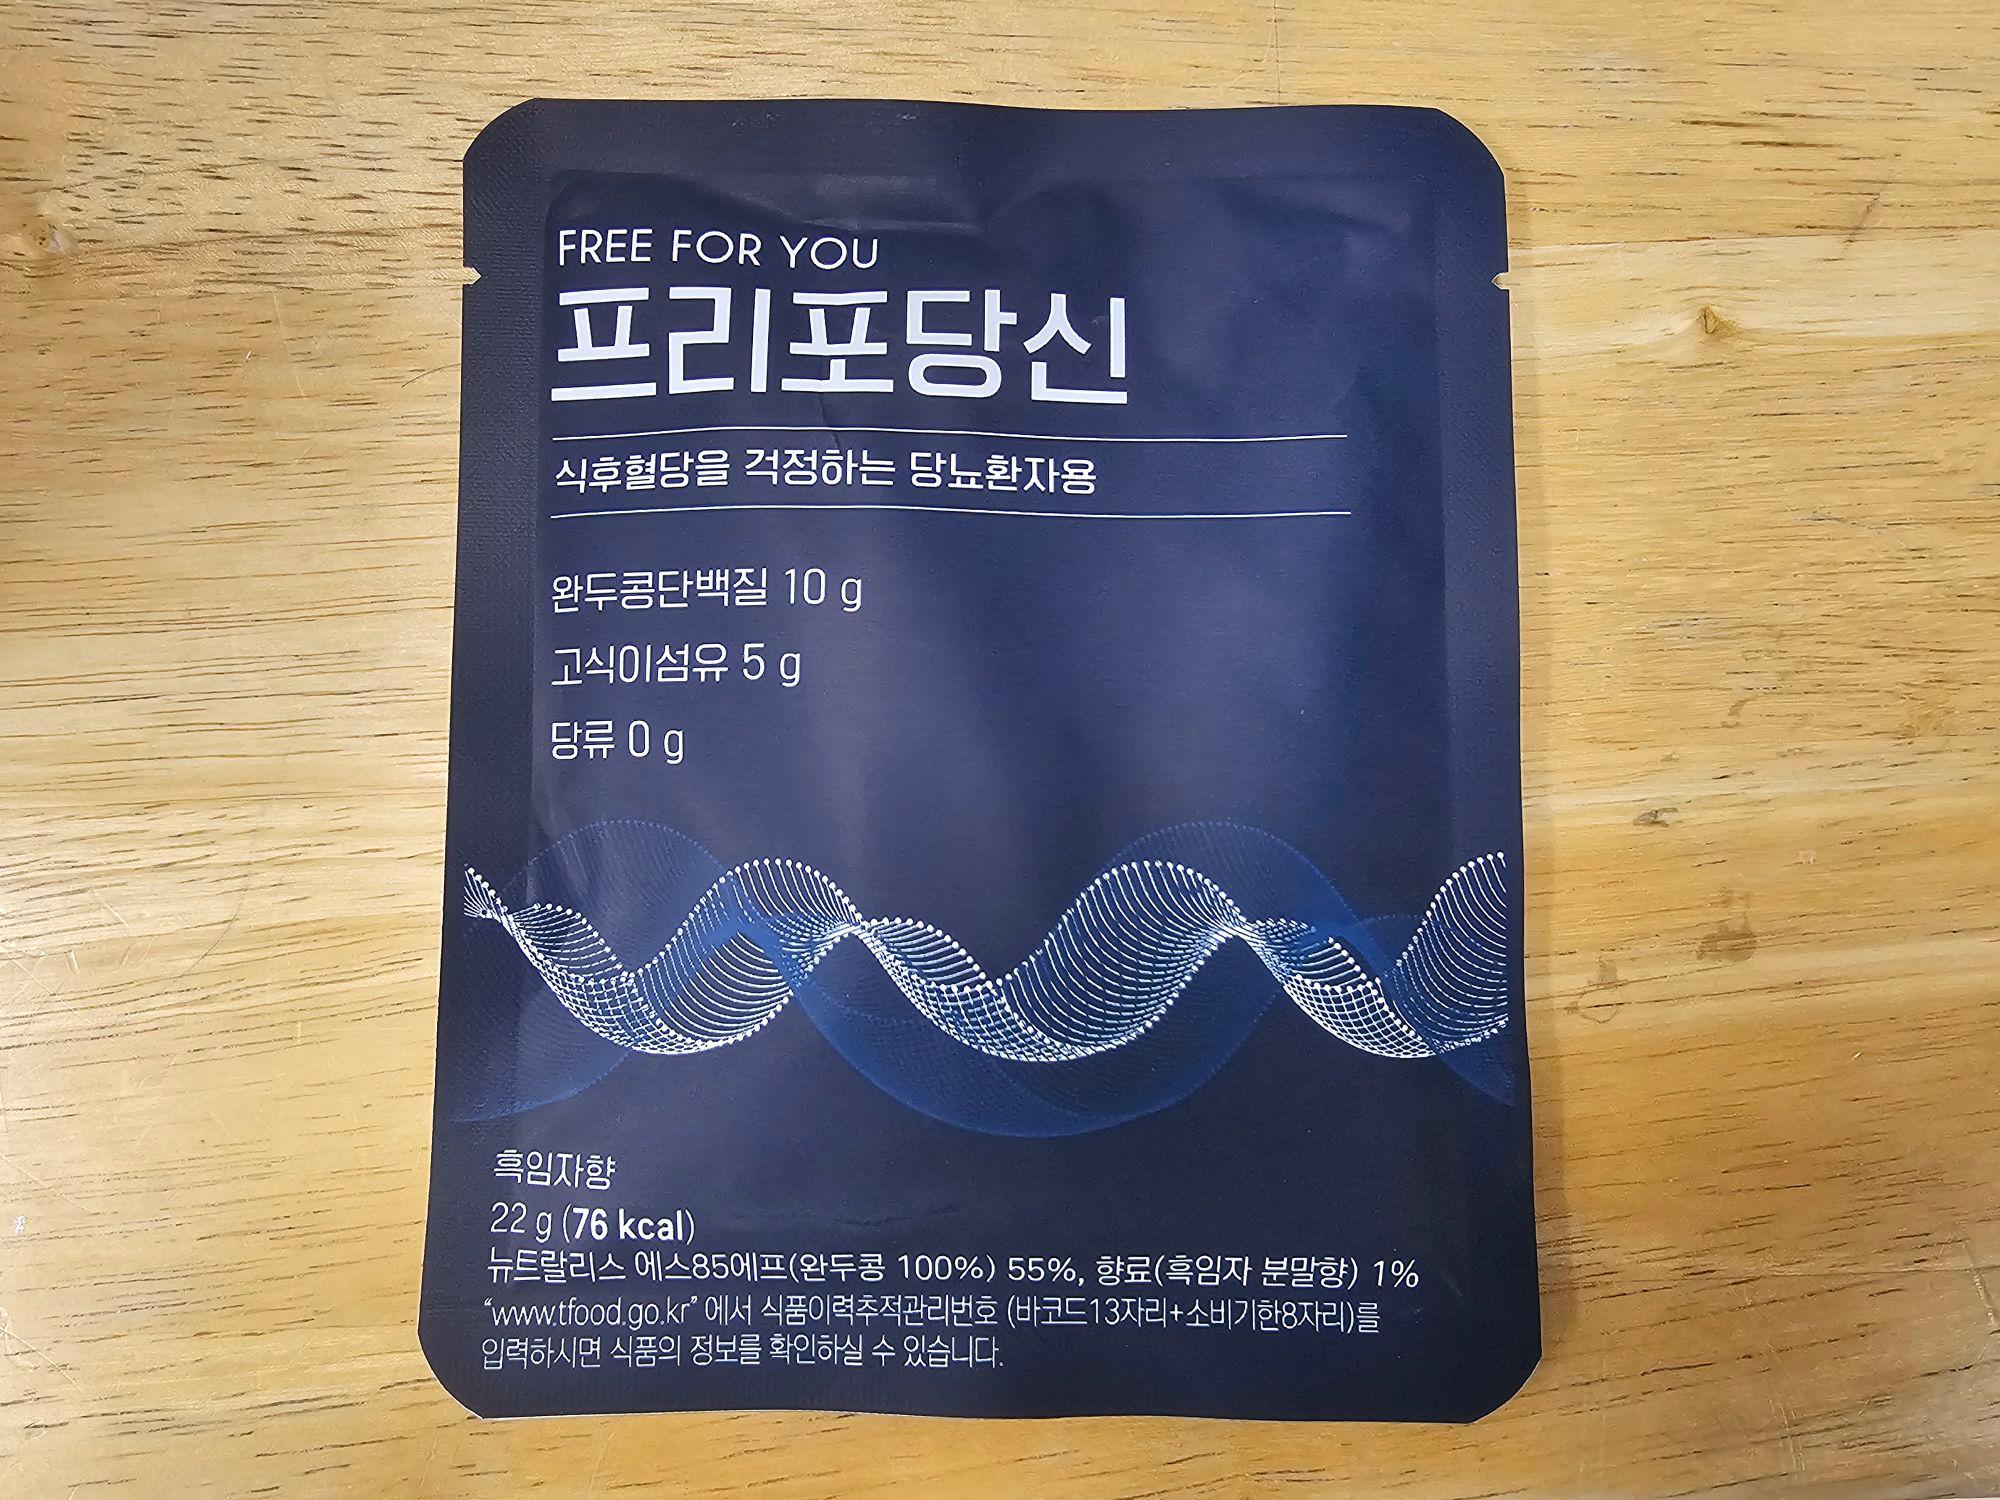 FREE FOR YOU
프리포당신
식후혈당을 걱정하는 당뇨환자용
완두콩단백질 10 g
고식이섬유 5 g
당류 0 g
흑임자향
22 g (76 kcal)
뉴트랄리스 에스85에프(완두콩 100%) 55%, 향료(흑임자 분말향) 1%
“www.tfood.go.kr” 에서 식품이력추적관리번호 (바코드13자리+소비기한8자리)를
입력하시면 식품의 정보를 확인하실 수 있습니다.